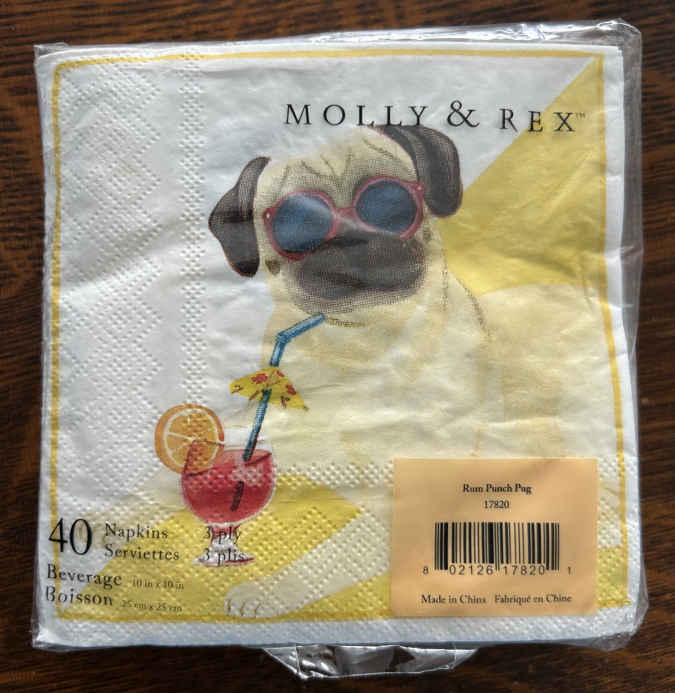 MOLLY & REX™
40 Napkins 3 ply
Serviettes 3 plis
Beverage 10 in x 10 in
Boisson 25 cm x 25 cm
Rum Punch Pug
17820
8 02126 17820 1
Made in China Fabriqué en Chine